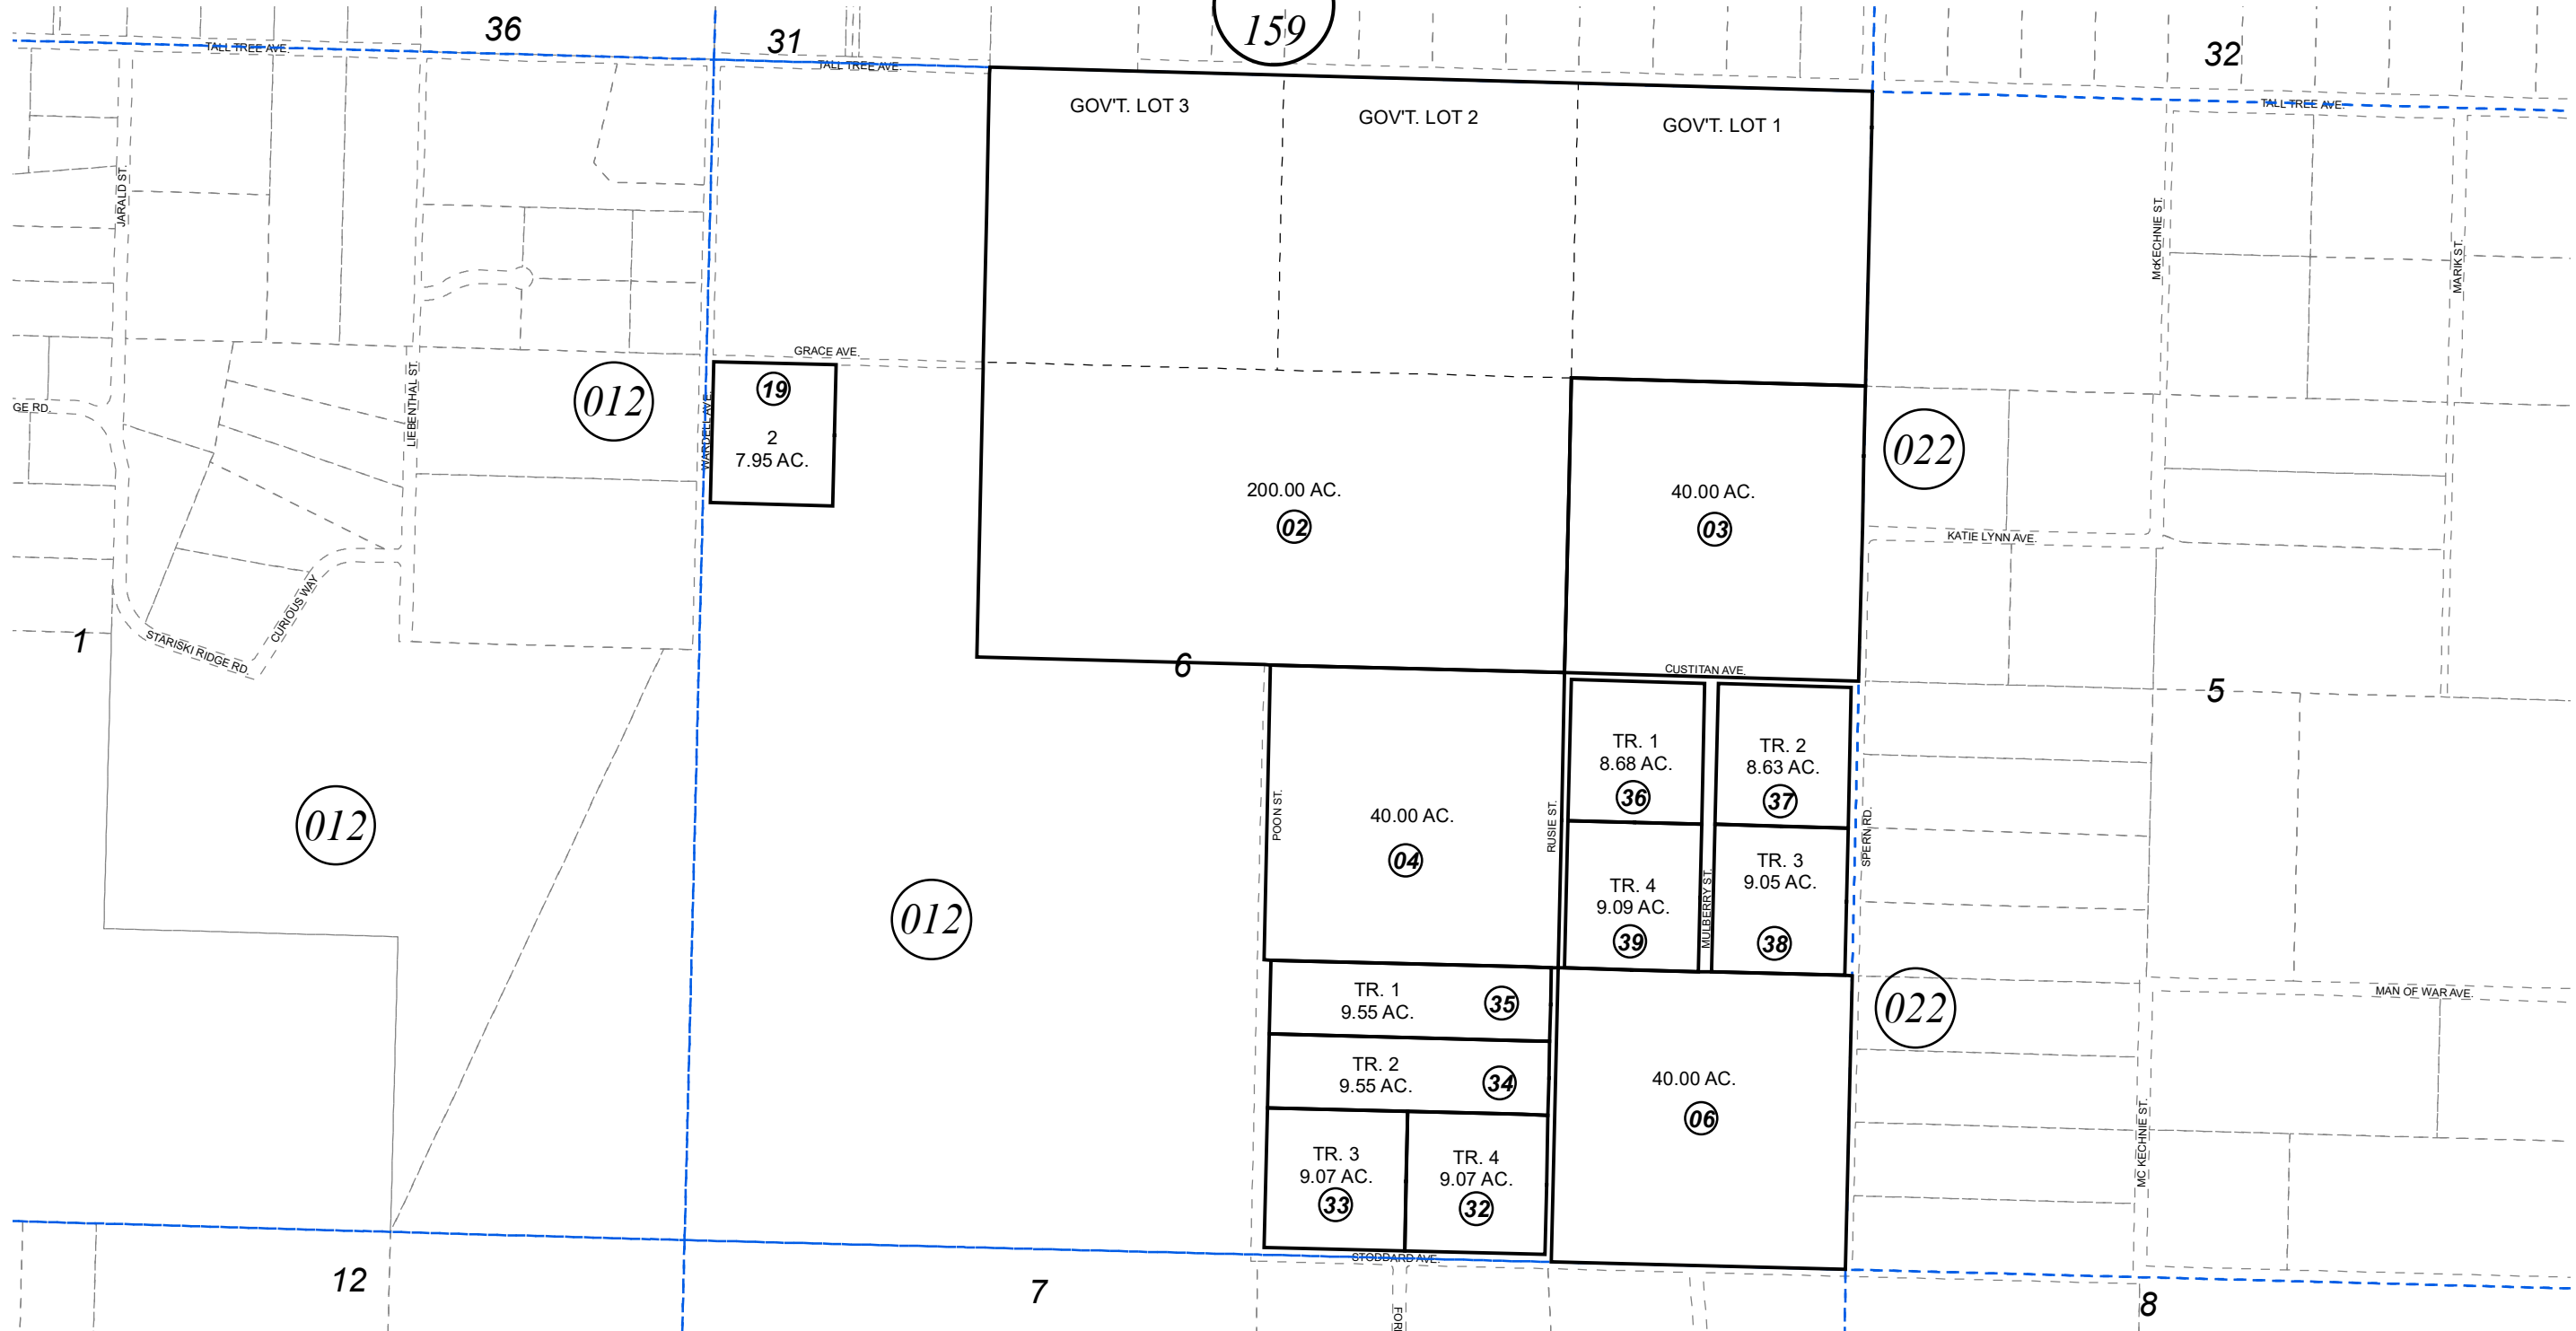 36
31
159
32
TALL TREE AVE.
TALL TREE AVE.
TALL TREE AVE.
GOV'T. LOT 3
GOV'T. LOT 2
GOV'T. LOT 1
JARALD ST.
McKECHNIE ST.
MARIK ST.
GRACE AVE.
19
2
7.95 AC.
012
WARDELL AVE.
LIEBENTHAL ST.
GE RD.
022
200.00 AC.
02
40.00 AC.
03
KATIE LYNN AVE.
CURIOUS WAY
STARISKI RIDGE RD.
1
6
CUSTITAN AVE.
5
TR. 1
8.68 AC.
36
TR. 2
8.63 AC.
37
POON ST.
40.00 AC.
04
RUSIE ST.
SPERN RD.
012
TR. 4
9.09 AC.
39
MULBERRY ST.
TR. 3
9.05 AC.
38
012
TR. 1
9.55 AC.
35
022
MAN OF WAR AVE.
TR. 2
9.55 AC.
34
40.00 AC.
06
MC KECHNIE ST.
TR. 3
9.07 AC.
33
TR. 4
9.07 AC.
32
STODDARD AVE.
12
7
8